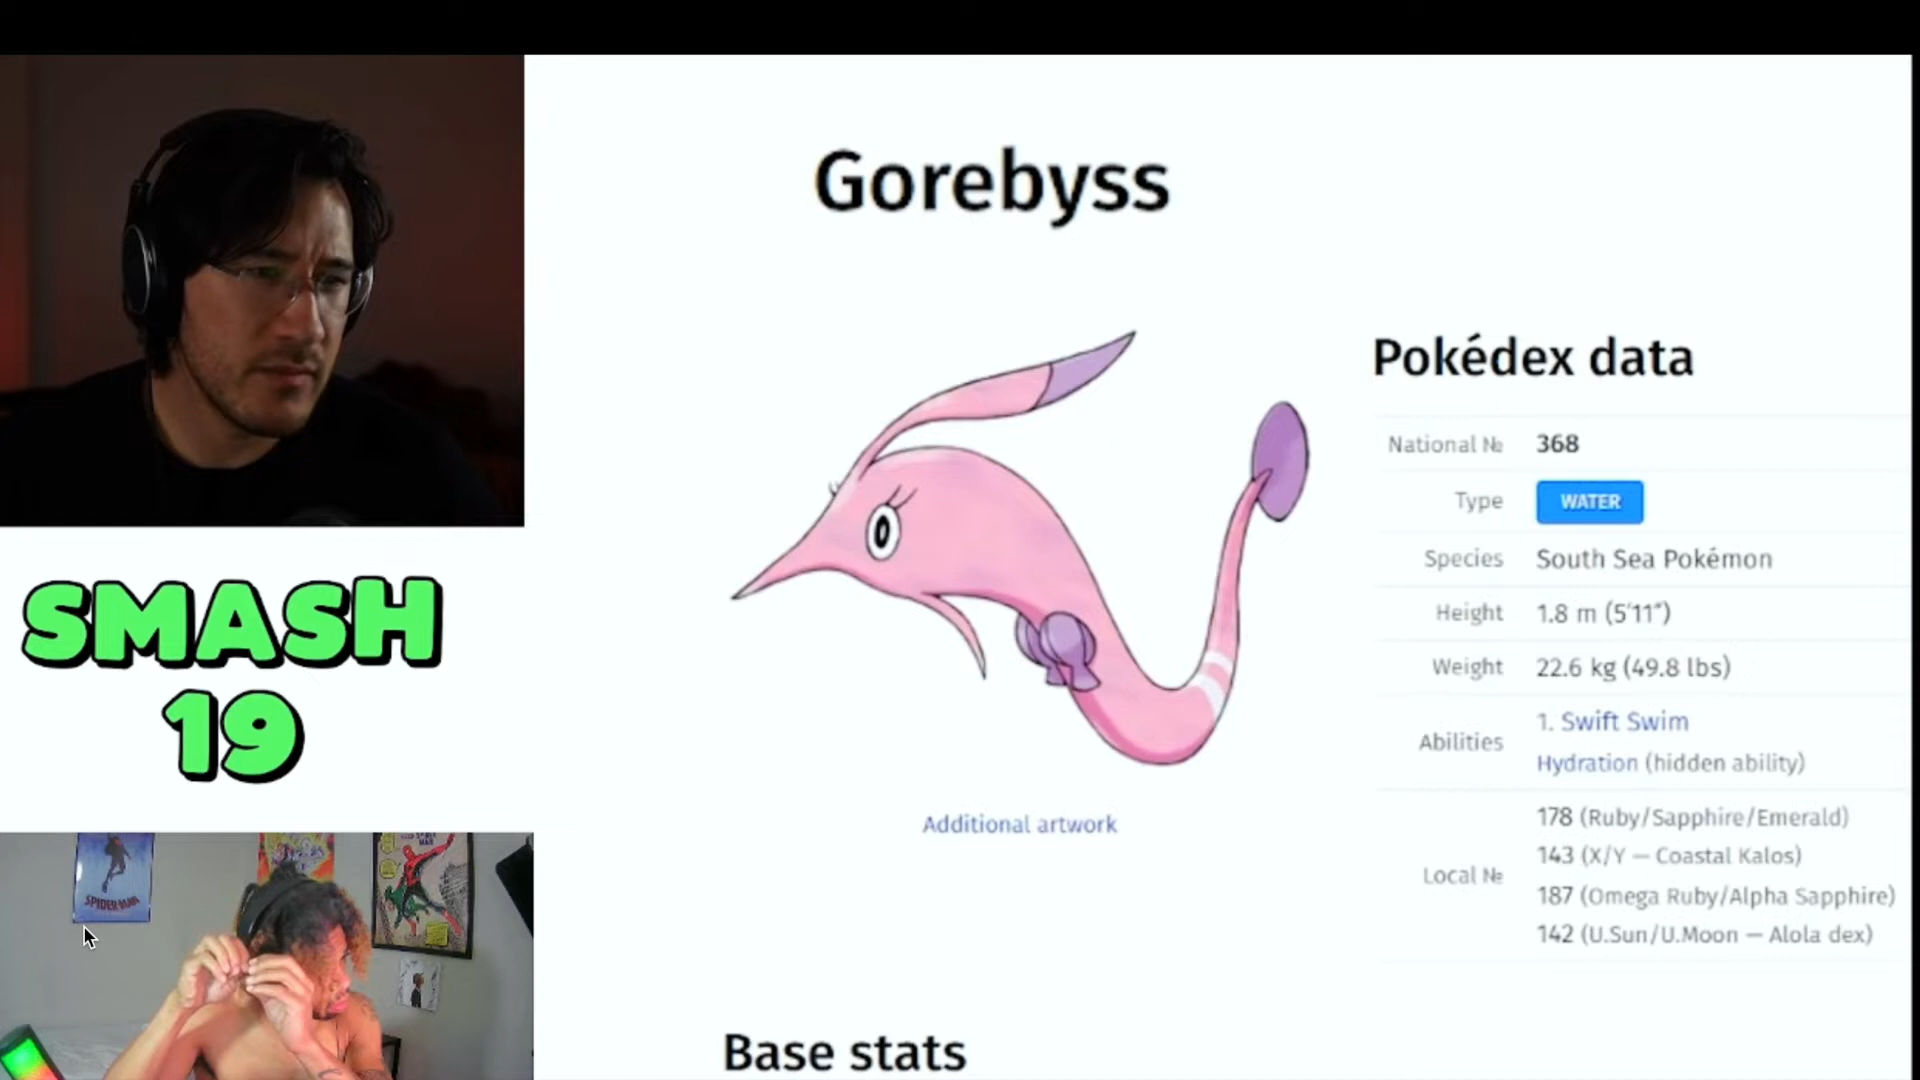 Gorebyss
Pokédex data
National № 368
Type WATER
Species South Sea Pokémon
Height 1.8 m (5′11″)
Weight 22.6 kg (49.8 lbs)
Abilities 1. Swift Swim
Hydration (hidden ability)
Local № 178 (Ruby/Sapphire/Emerald)
143 (X/Y — Coastal Kalos)
187 (Omega Ruby/Alpha Sapphire)
142 (U.Sun/U.Moon — Alola dex)
Additional artwork
Base stats
SMASH
19
SPIDER-MAN